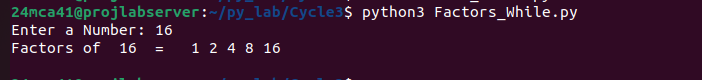 24mca41@projlabserver:~/py_lab/Cycle3$ python3 Factors_While.py
Enter a Number: 16
Factors of  16  =   1 2 4 8 16